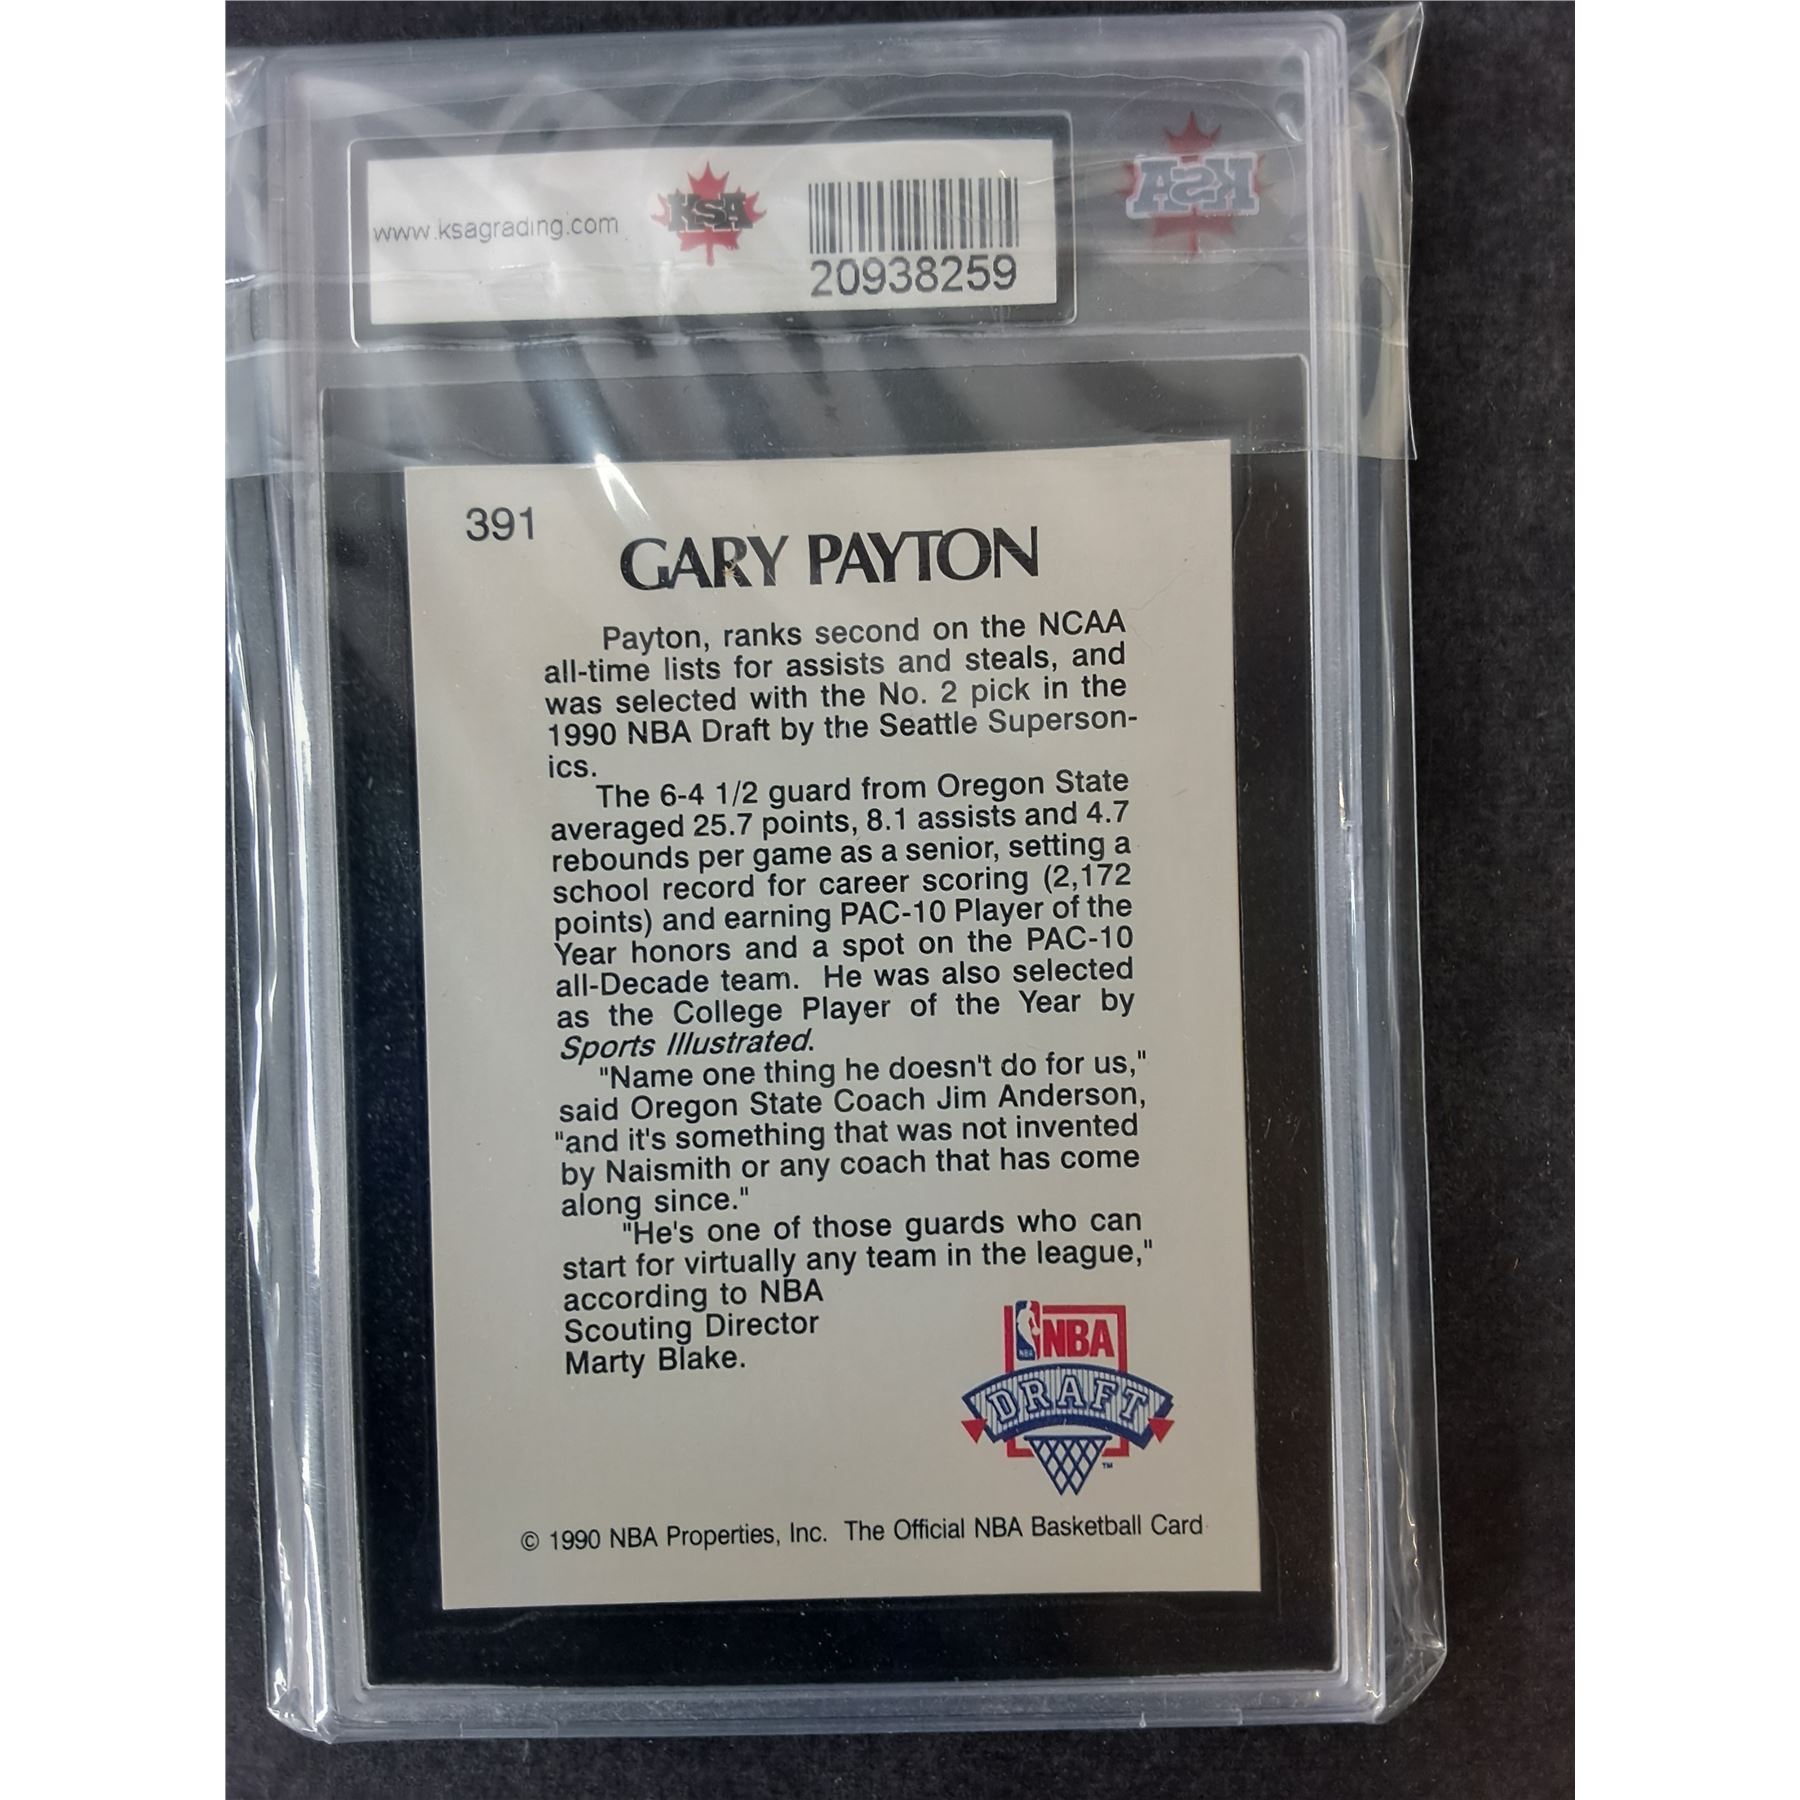 www.ksagrading.com
KSA
20938259
KSA
391
GARY PAYTON
Payton, ranks second on the NCAA
all-time lists for assists and steals, and
was selected with the No. 2 pick in the
1990 NBA Draft by the Seattle Superson-
ics.
The 6-4 1/2 guard from Oregon State
averaged 25.7 points, 8.1 assists and 4.7
rebounds per game as a senior, setting a
school record for career scoring (2,172
points) and earning PAC-10 Player of the
Year honors and a spot on the PAC-10
all-Decade team. He was also selected
as the College Player of the Year by
Sports Illustrated.
"Name one thing he doesn't do for us,"
said Oregon State Coach Jim Anderson,
"and it's something that was not invented
by Naismith or any coach that has come
along since."
"He's one of those guards who can
start for virtually any team in the league,"
according to NBA
Scouting Director
Marty Blake.
NBA
NBA
DRAFT
™
© 1990 NBA Properties, Inc. The Official NBA Basketball Card